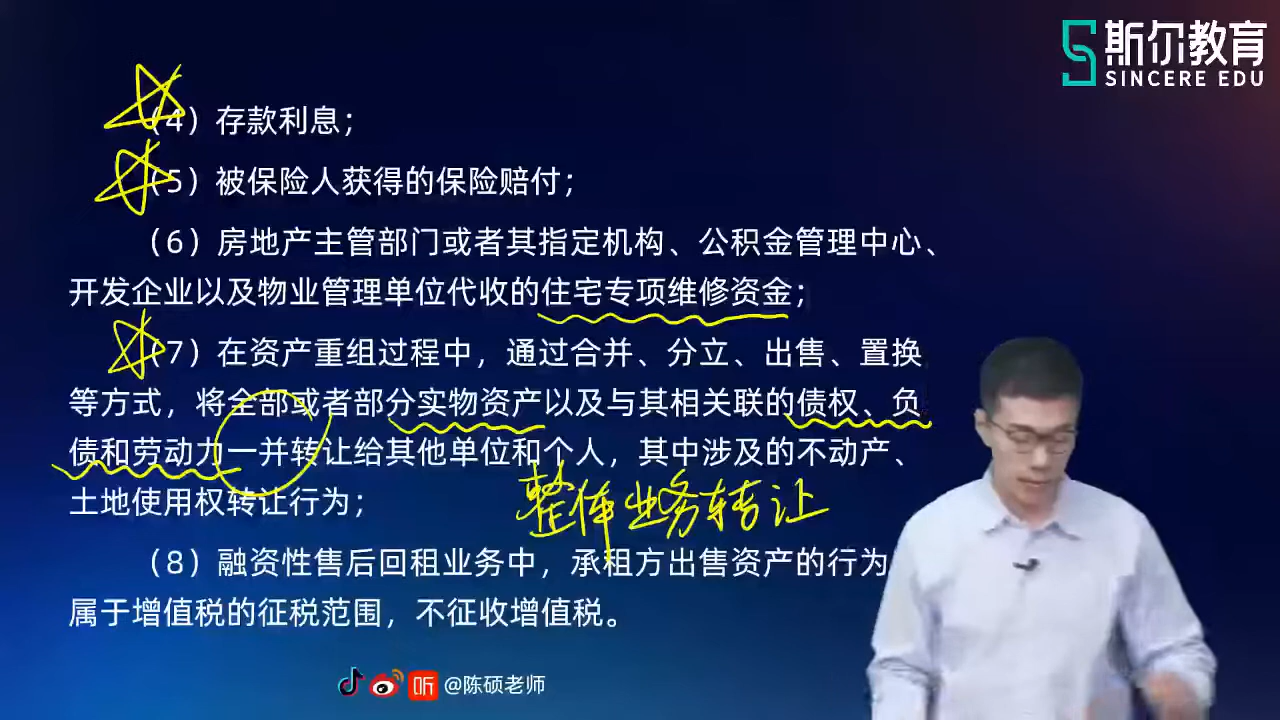 斯尔教育
SINCERE EDU
（4）存款利息；
（5）被保险人获得的保险赔付；
（6）房地产主管部门或者其指定机构、公积金管理中心、
开发企业以及物业管理单位代收的住宅专项维修资金；
（7）在资产重组过程中，通过合并、分立、出售、置换
等方式，将全部或者部分实物资产以及与其相关联的债权、负
债和劳动力一并转让给其他单位和个人，其中涉及的不动产、
土地使用权转让行为；
整体业务转让
（8）融资性售后回租业务中，承租方出售资产的行为
属于增值税的征税范围，不征收增值税。
听 @陈硕老师